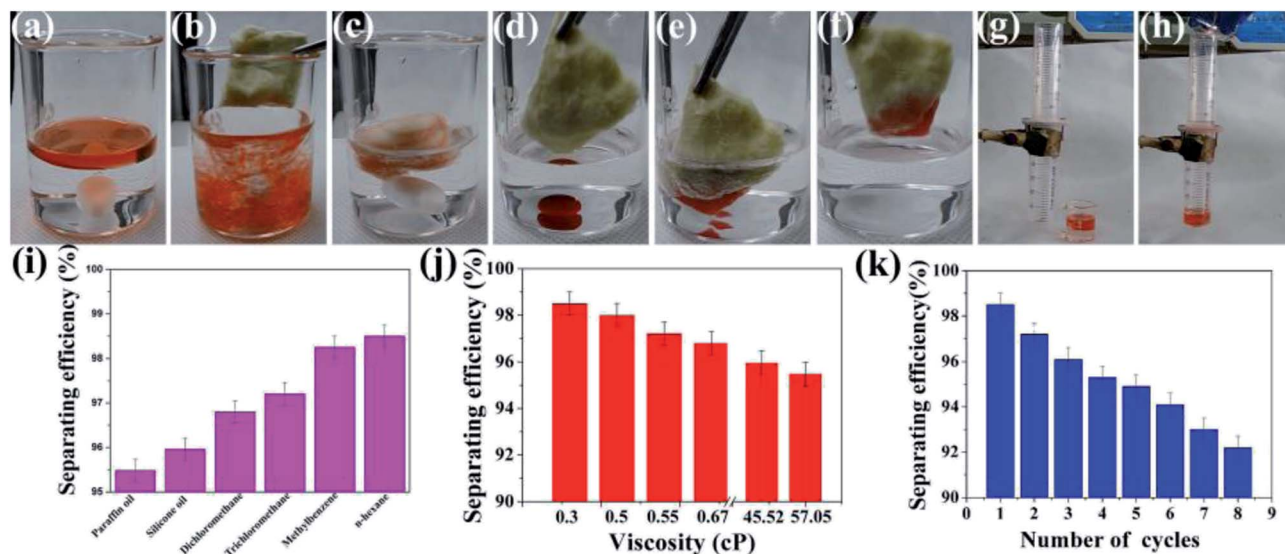 (a) (b) (c) (d) (e) (f) (g) (h)
(i)
Separating efficiency (%)
100
99
98
97
96
95
Paraffin oil Silicone oil Dichloromethane Trichloromethane Methylbenzene n-hexane
(j)
Separating efficiency (%)
100
98
96
94
92
90
0.3 0.5 0.55 0.67 45.52 57.05
Viscosity (cP)
(k)
Separating efficiency(%)
100
98
96
94
92
90
0 1 2 3 4 5 6 7 8 9
Number of cycles